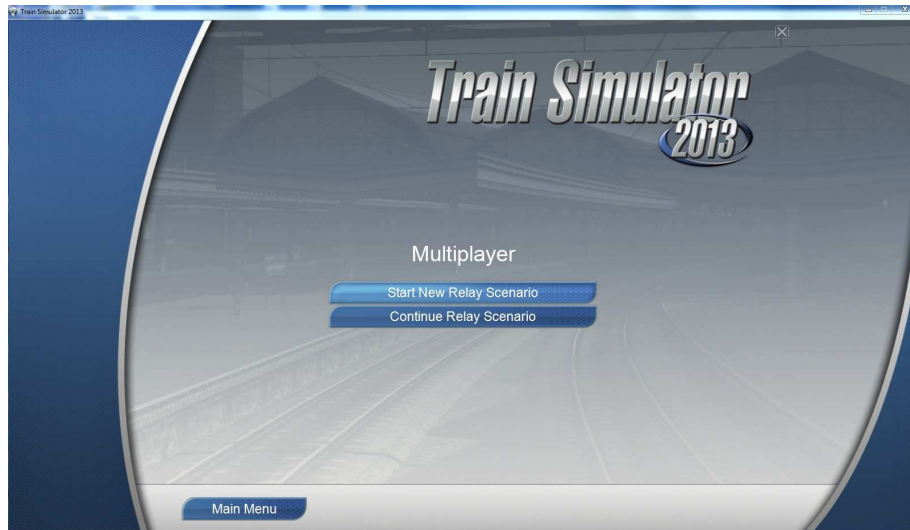 Train Simulator 2013
Train Simulator
2013
Multiplayer
Start New Relay Scenario
Continue Relay Scenario
Main Menu